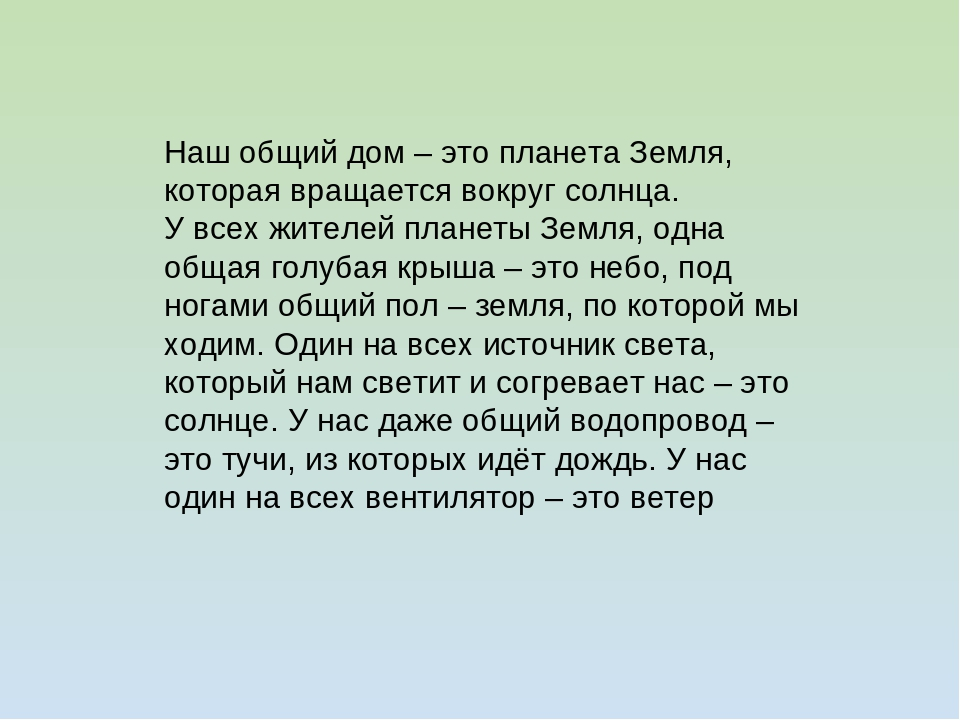 Наш общий дом – это планета Земля,
которая вращается вокруг солнца.
У всех жителей планеты Земля, одна
общая голубая крыша – это небо, под
ногами общий пол – земля, по которой мы
ходим. Один на всех источник света,
который нам светит и согревает нас – это
солнце. У нас даже общий водопровод –
это тучи, из которых идёт дождь. У нас
один на всех вентилятор – это ветер